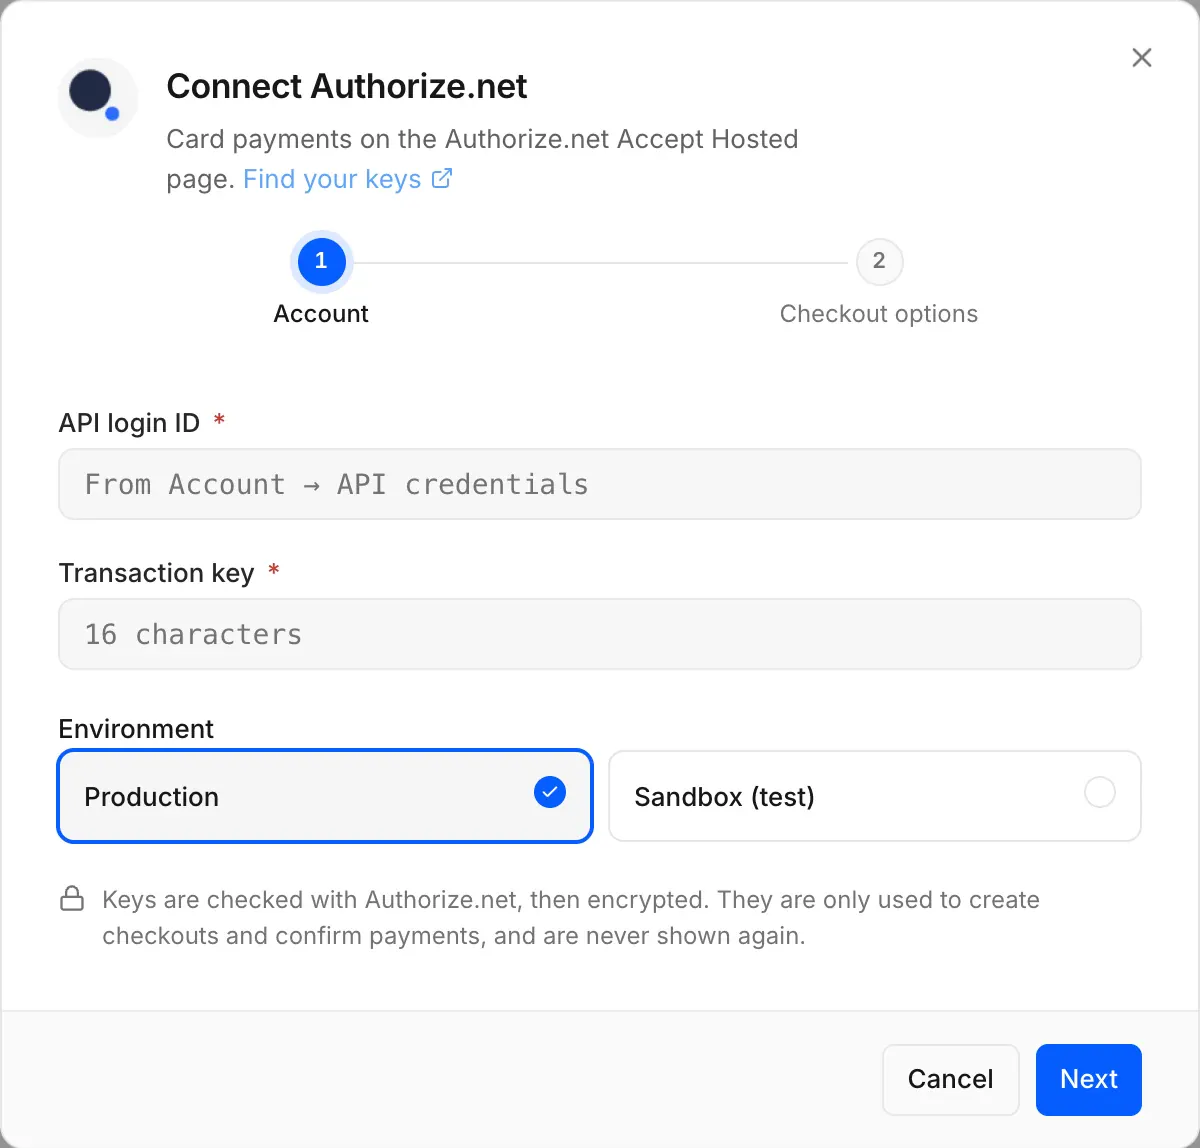 Connect Authorize.net
Card payments on the Authorize.net Accept Hosted
page. Find your keys
1
2
Account
Checkout options
API login ID *
From Account → API credentials
Transaction key *
16 characters
Environment
Production
Sandbox (test)
Keys are checked with Authorize.net, then encrypted. They are only used to create
checkouts and confirm payments, and are never shown again.
Cancel
Next